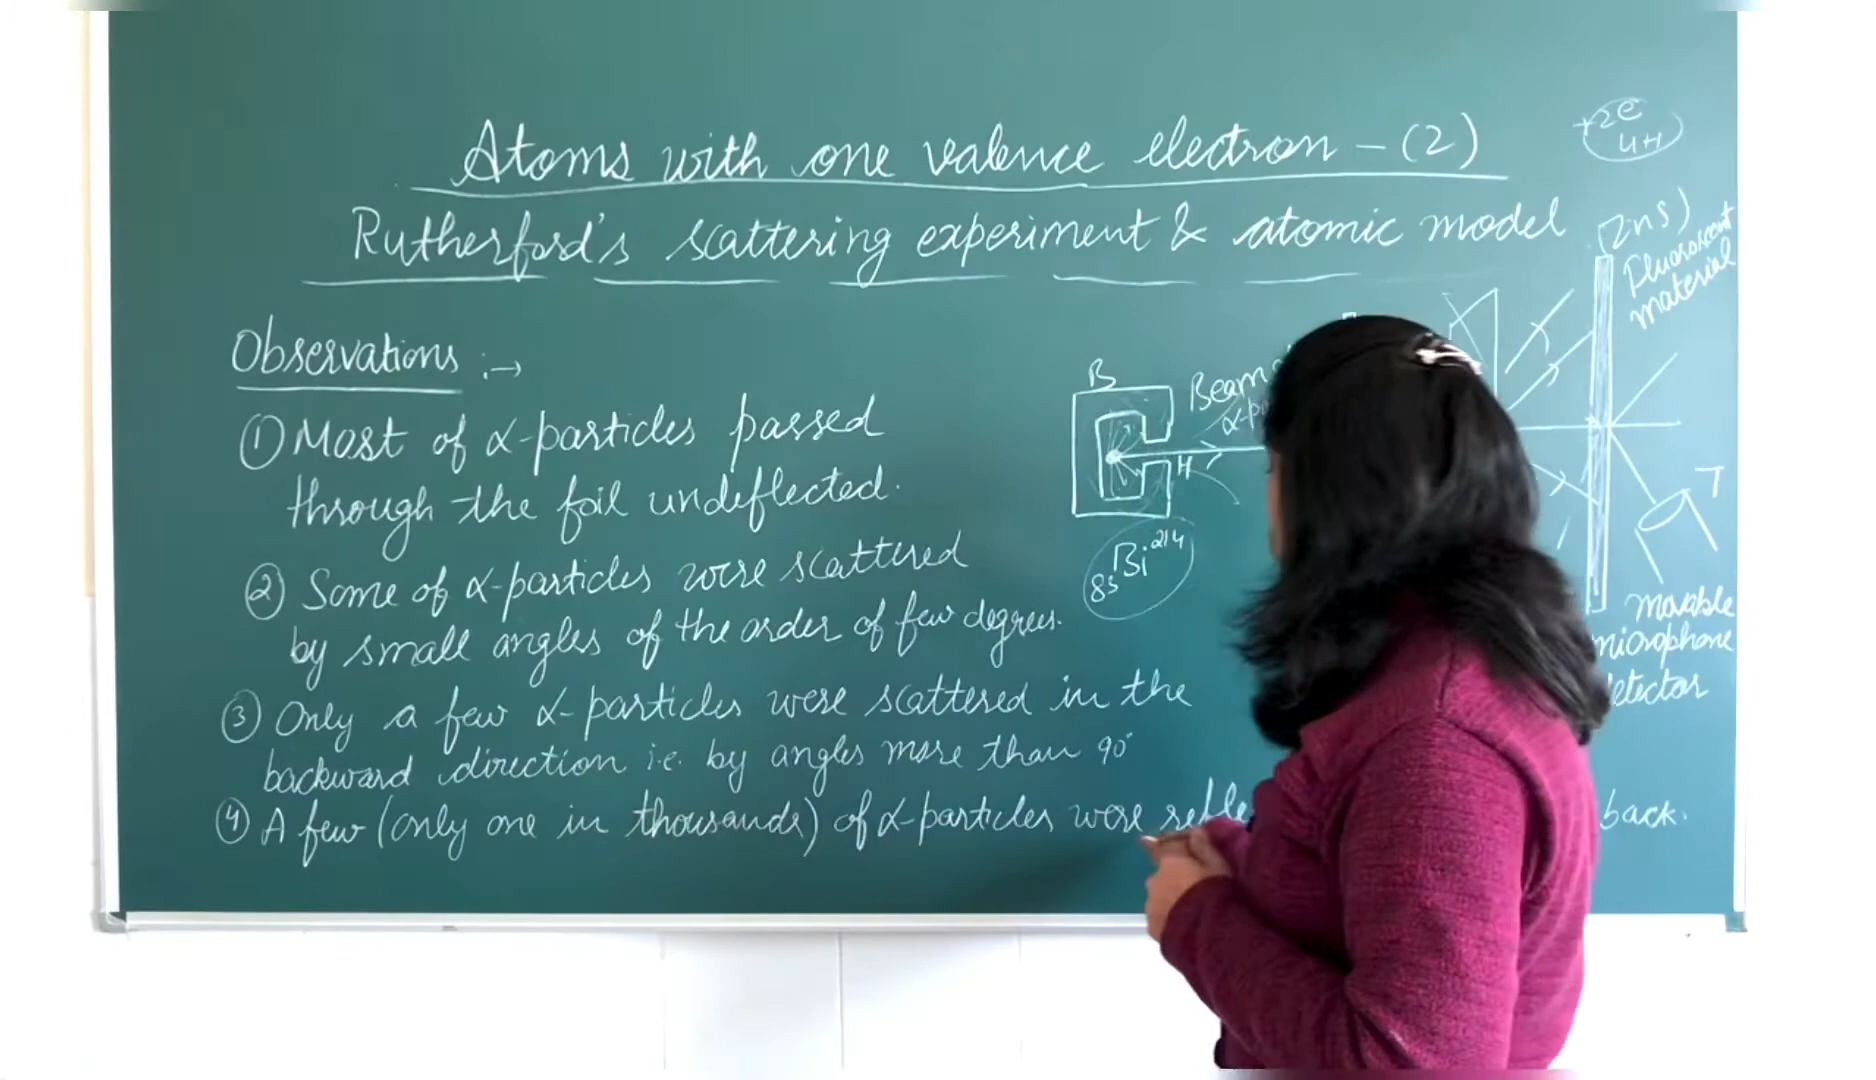 Atoms with one valence electron - (2)
Rutherford's scattering experiment & atomic model
Observations :→
① Most of α-particles passed
through the foil undeflected.
② Some of α-particles were scattered
by small angles of the order of few degrees.
③ Only a few α-particles were scattered in the
backward direction i.e. by angles more than 90°
④ A few (only one in thousands) of α-particles were
back.
B
Beam
H
83Bi²¹⁴
+2e
4H
(ZnS)
Fluorescent
material
T
movable
microphone
detector